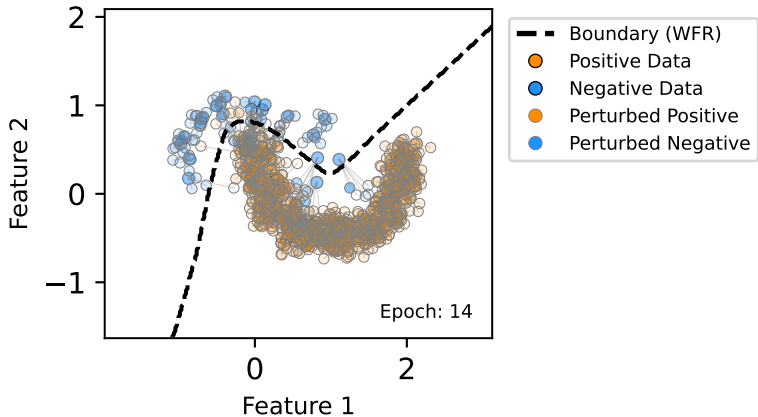 2
1
0
−1
Feature 2
0
2
Feature 1
Epoch: 14
Boundary (WFR)
Positive Data
Negative Data
Perturbed Positive
Perturbed Negative